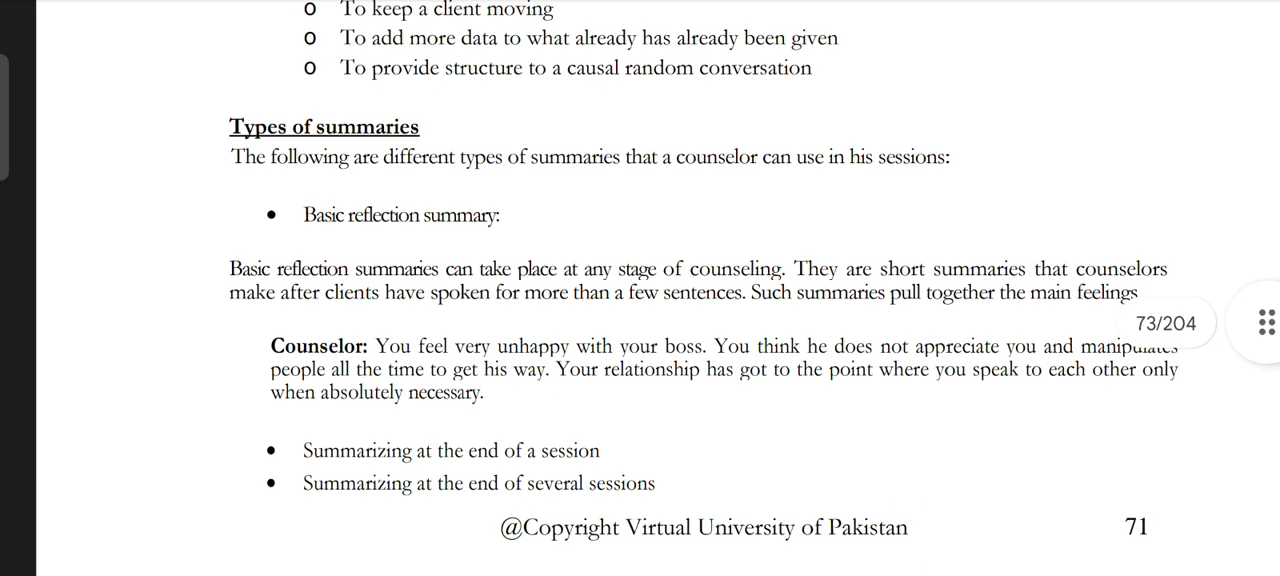 o To keep a client moving
o To add more data to what already has already been given
o To provide structure to a causal random conversation
Types of summaries
The following are different types of summaries that a counselor can use in his sessions:
• Basic reflection summary:
Basic reflection summaries can take place at any stage of counseling. They are short summaries that counselors
make after clients have spoken for more than a few sentences. Such summaries pull together the main feelings
73/204
Counselor: You feel very unhappy with your boss. You think he does not appreciate you and manipulates
people all the time to get his way. Your relationship has got to the point where you speak to each other only
when absolutely necessary.
• Summarizing at the end of a session
• Summarizing at the end of several sessions
@Copyright Virtual University of Pakistan 71